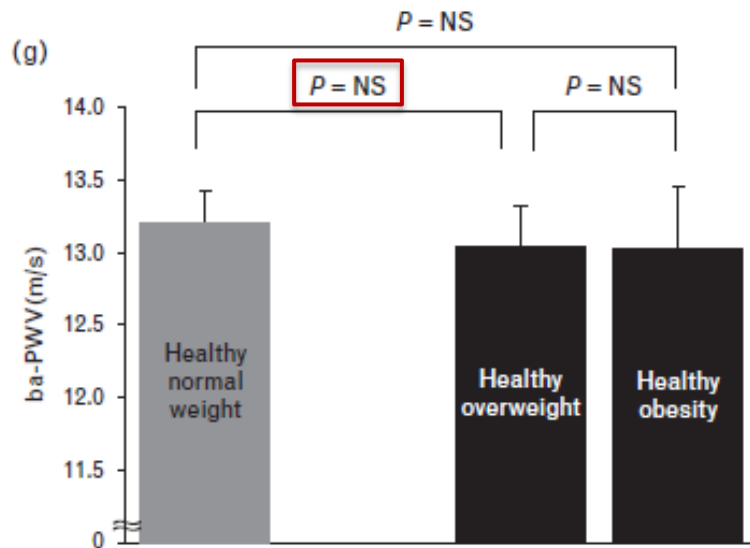 P = NS
(g)
P = NS
P = NS
14.0
13.5
13.0
12.5
12.0
11.5
0
ba-PWV (m/s)
Healthy
normal
weight
Healthy
overweight
Healthy
obesity